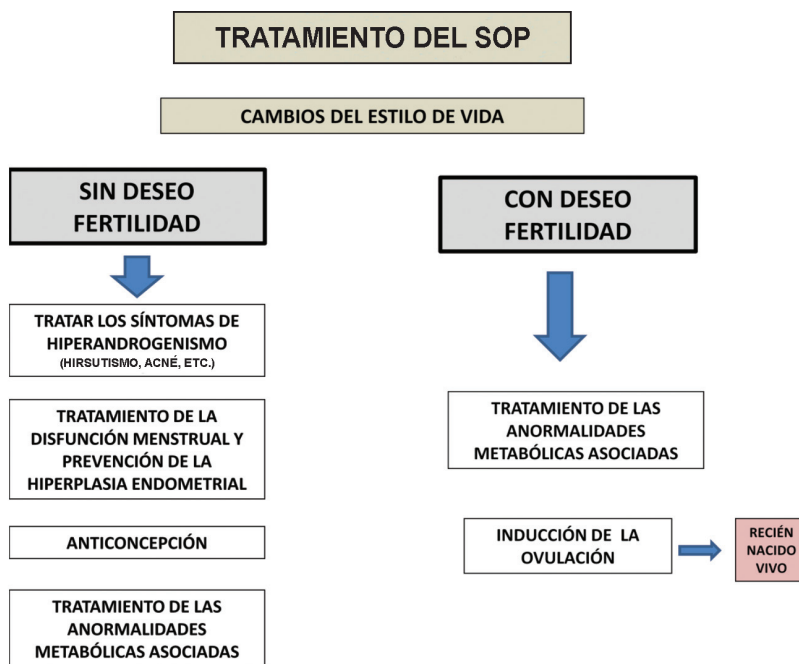 TRATAMIENTO DEL SOP
CAMBIOS DEL ESTILO DE VIDA
SIN DESEO
FERTILIDAD
TRATAR LOS SÍNTOMAS DE
HIPERANDROGENISMO
(HIRSUTISMO, ACNÉ, ETC.)
TRATAMIENTO DE LA
DISFUNCIÓN MENSTRUAL Y
PREVENCIÓN DE LA
HIPERPLASIA ENDOMETRIAL
ANTICONCEPCIÓN
TRATAMIENTO DE LAS
ANORMALIDADES
METABÓLICAS ASOCIADAS
CON DESEO
FERTILIDAD
TRATAMIENTO DE LAS
ANORMALIDADES
METABÓLICAS ASOCIADAS
INDUCCIÓN DE LA
OVULACIÓN
RECIÉN
NACIDO
VIVO